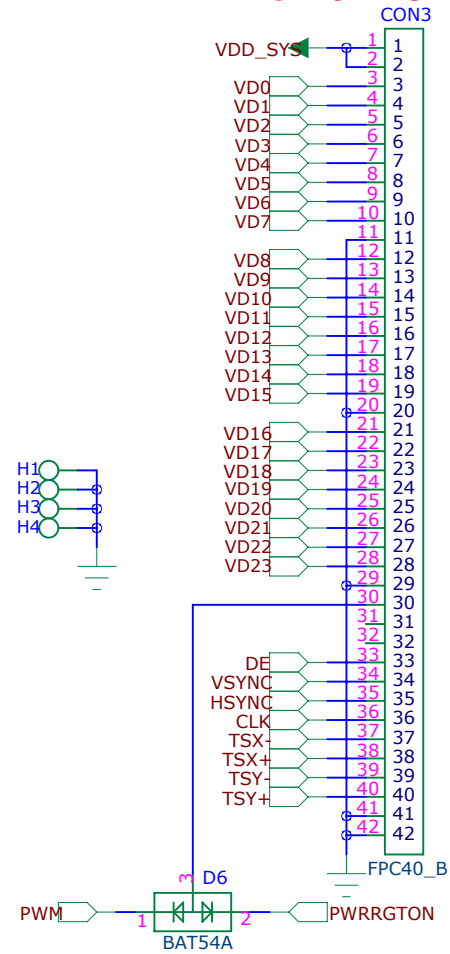 CON3
VDD_SYS 1 1
2 2
VD0 3 3
VD1 4 4
VD2 5 5
VD3 6 6
VD4 7 7
VD5 8 8
VD6 9 9
VD7 10 10
11 11
VD8 12 12
VD9 13 13
VD10 14 14
VD11 15 15
VD12 16 16
VD13 17 17
VD14 18 18
VD15 19 19
20 20
VD16 21 21
VD17 22 22
H1 VD18 23 23
H2 VD19 24 24
H3 VD20 25 25
H4 VD21 26 26
VD22 27 27
VD23 28 28
29 29
30 30
31 31
32 32
DE 33 33
VSYNC 34 34
HSYNC 35 35
CLK 36 36
TSX- 37 37
TSX+ 38 38
TSY- 39 39
TSY+ 40 40
41 41
42 42
FPC40_B
3 D6
PWM 1 2 PWRRGTON
BAT54A